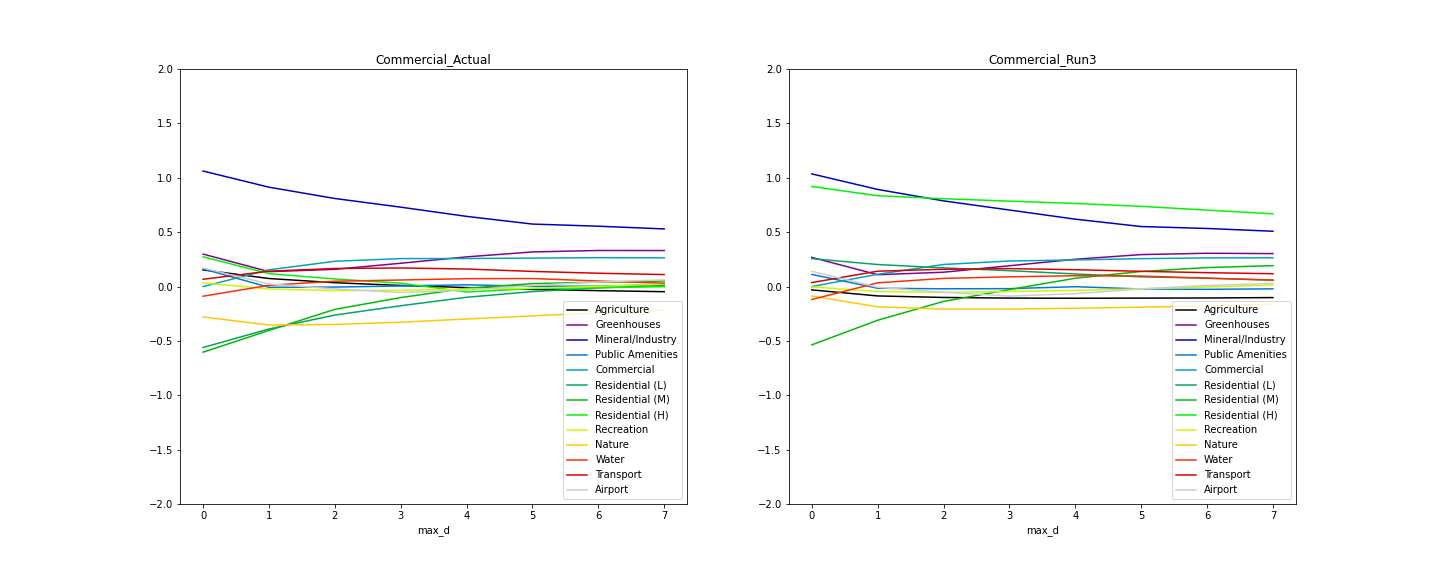 Commercial_Actual
2.0
1.5
1.0
0.5
0.0
−0.5
−1.0
−1.5
−2.0
0 1 2 3 4 5 6 7
max_d
Agriculture
Greenhouses
Mineral/Industry
Public Amenities
Commercial
Residential (L)
Residential (M)
Residential (H)
Recreation
Nature
Water
Transport
Airport
Commercial_Run3
2.0
1.5
1.0
0.5
0.0
−0.5
−1.0
−1.5
−2.0
0 1 2 3 4 5 6 7
max_d
Agriculture
Greenhouses
Mineral/Industry
Public Amenities
Commercial
Residential (L)
Residential (M)
Residential (H)
Recreation
Nature
Water
Transport
Airport